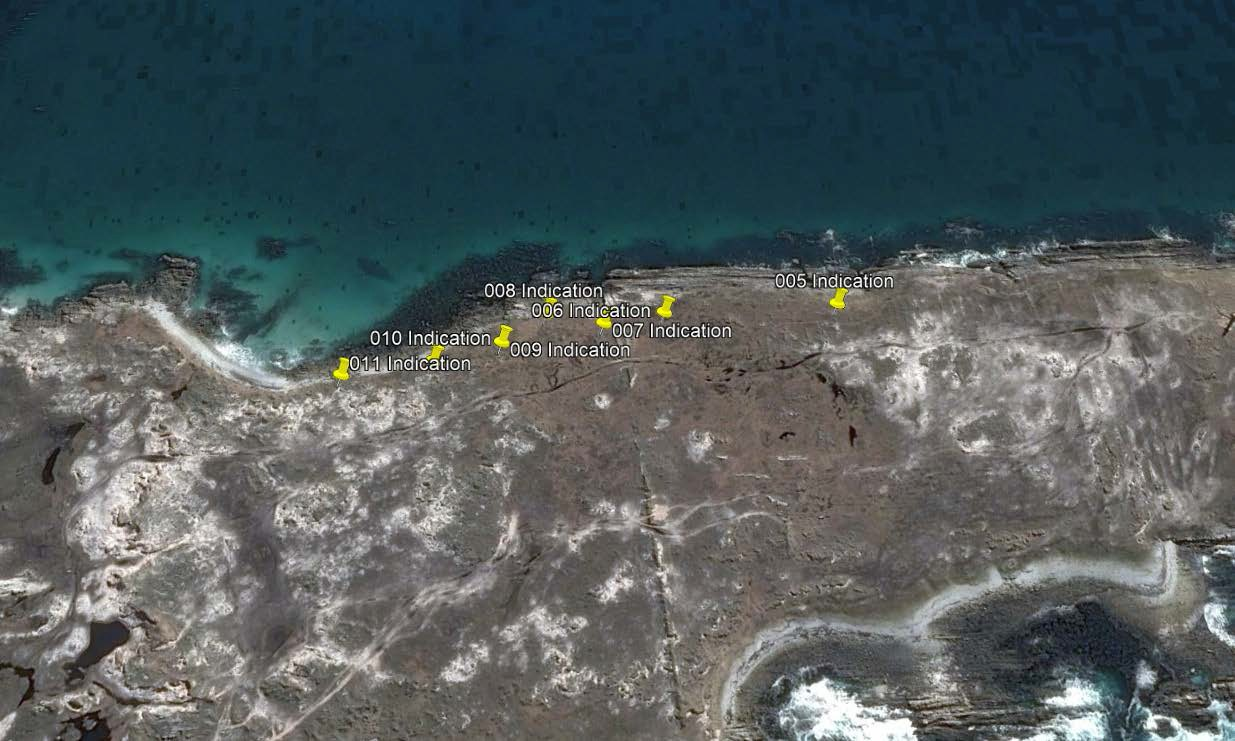 005 Indication
008 Indication
006 Indication
007 Indication
010 Indication
009 Indication
011 Indication